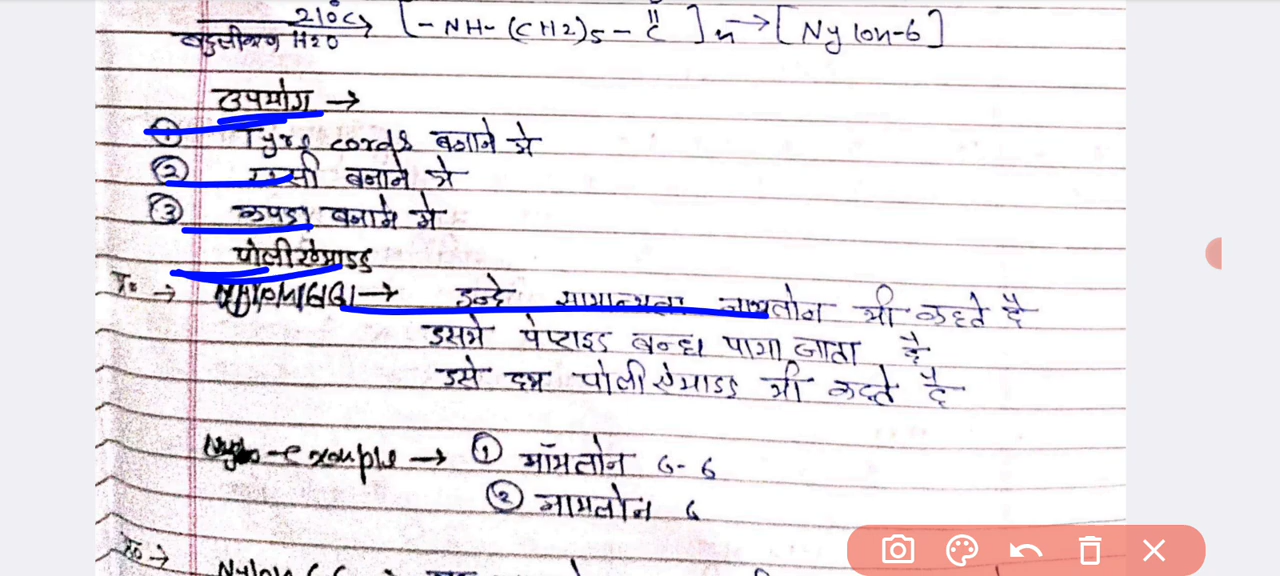 210°C [-NH-(CH2)5-C]n → [Nylon-6]
बहुलीकरण H2O
उपयोग →
① Tyre cords बनाने मे
② रस्सी बनाने मे
③ कपडा बनाने मे
पोलीऐमाइड
→ → इन्हे सामान्यतः नायलोन भी कहते है
इसमे पेप्टाइड बन्ध पाया जाता है
इसे हम पोलीऐमाइड भी कहते है
example → ① नॉयलोन 6-6
② नायलोन 6
→